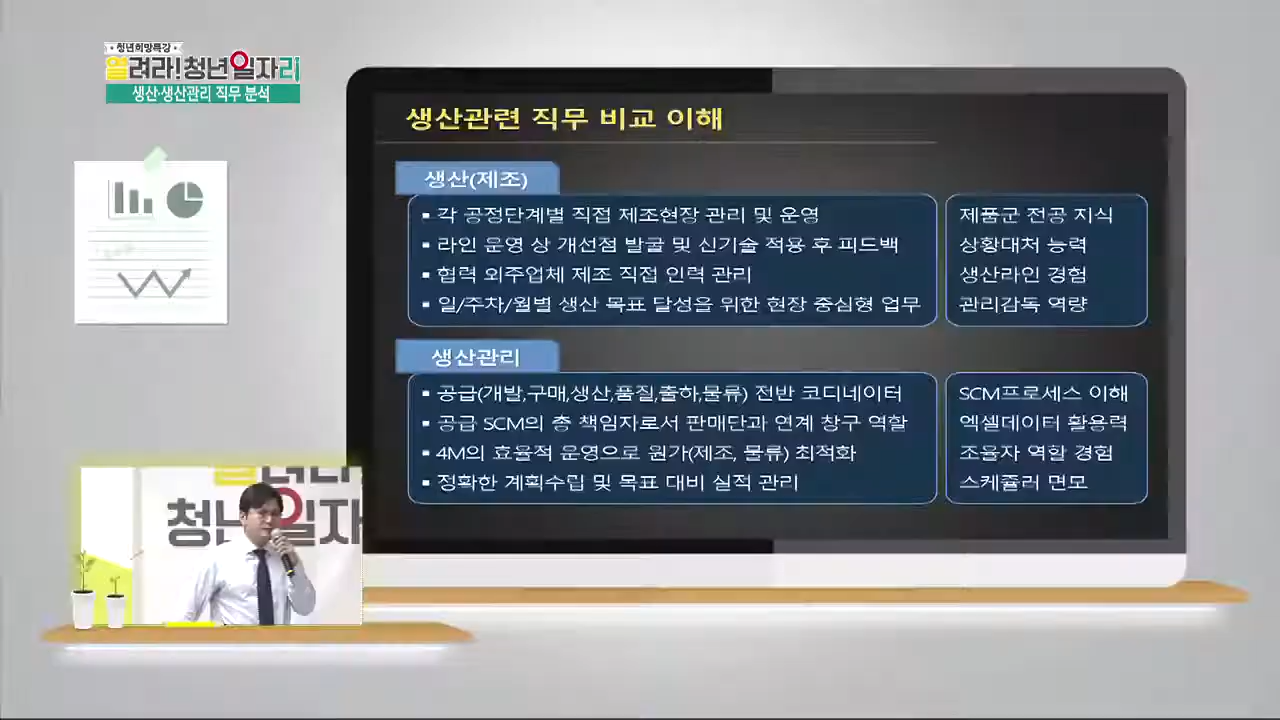 청년희망특강
열려라! 청년일자리
생산·생산관리 직무 분석
생산관련 직무 비교 이해
생산(제조)
▪ 각 공정단계별 직접 제조현장 관리 및 운영
▪ 라인 운영 상 개선점 발굴 및 신기술 적용 후 피드백
▪ 협력 외주업체 제조 직접 인력 관리
▪ 일/주차/월별 생산 목표 달성을 위한 현장 중심형 업무
제품군 전공 지식
상황대처 능력
생산라인 경험
관리감독 역량
생산관리
▪ 공급(개발,구매,생산,품질,출하,물류) 전반 코디네이터
▪ 공급 SCM의 총 책임자로서 판매단과 연계 창구 역할
▪ 4M의 효율적 운영으로 원가(제조, 물류) 최적화
▪ 정확한 계획수립 및 목표 대비 실적 관리
SCM프로세스 이해
엑셀데이터 활용력
조율자 역할 경험
스케쥴러 면모
청년일자